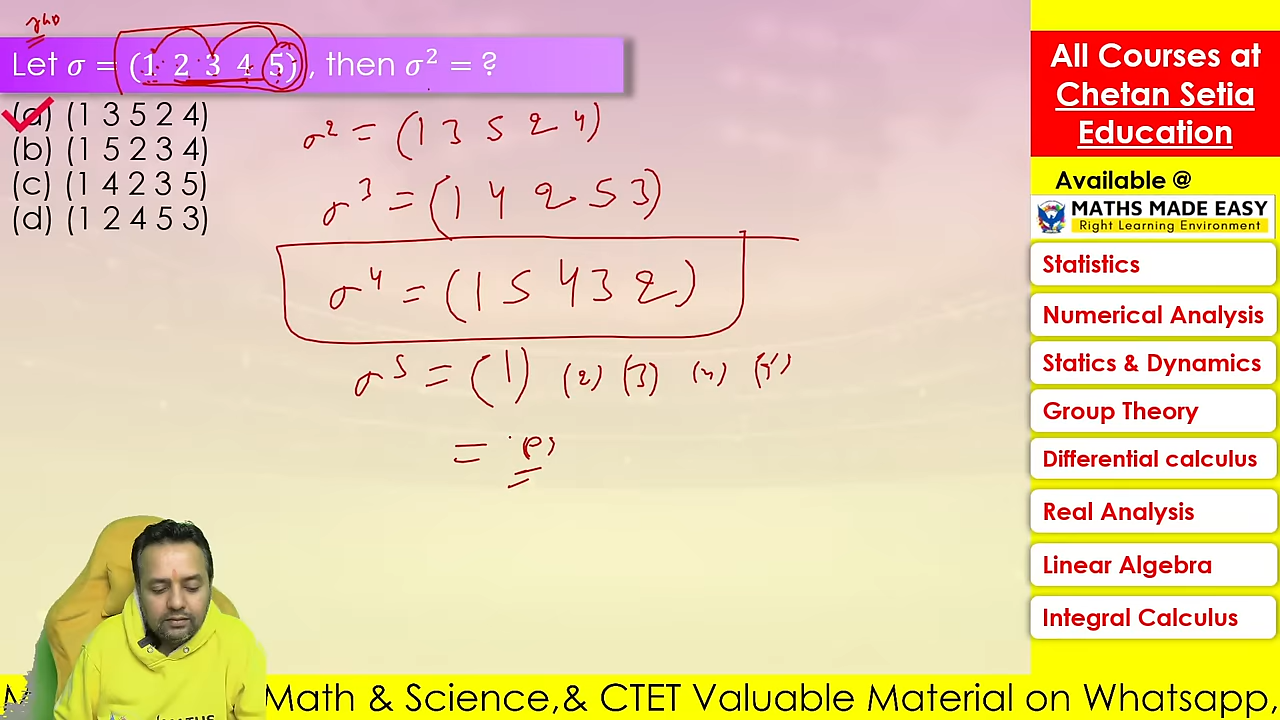 Let σ = (1 2 3 4 5), then σ² = ?
(a) (1 3 5 2 4)
(b) (1 5 2 3 4)
(c) (1 4 2 3 5)
(d) (1 2 4 5 3)
σ² = (1 3 5 2 4)
σ³ = (1 4 2 5 3)
σ⁴ = (1 5 4 3 2)
σ⁵ = (1) (2) (3) (4) (5)
=
All Courses at
Chetan Setia
Education
Available @
MATHS MADE EASY
Right Learning Environment
Statistics
Numerical Analysis
Statics & Dynamics
Group Theory
Differential calculus
Real Analysis
Linear Algebra
Integral Calculus
Math & Science,& CTET Valuable Material on Whatsapp,